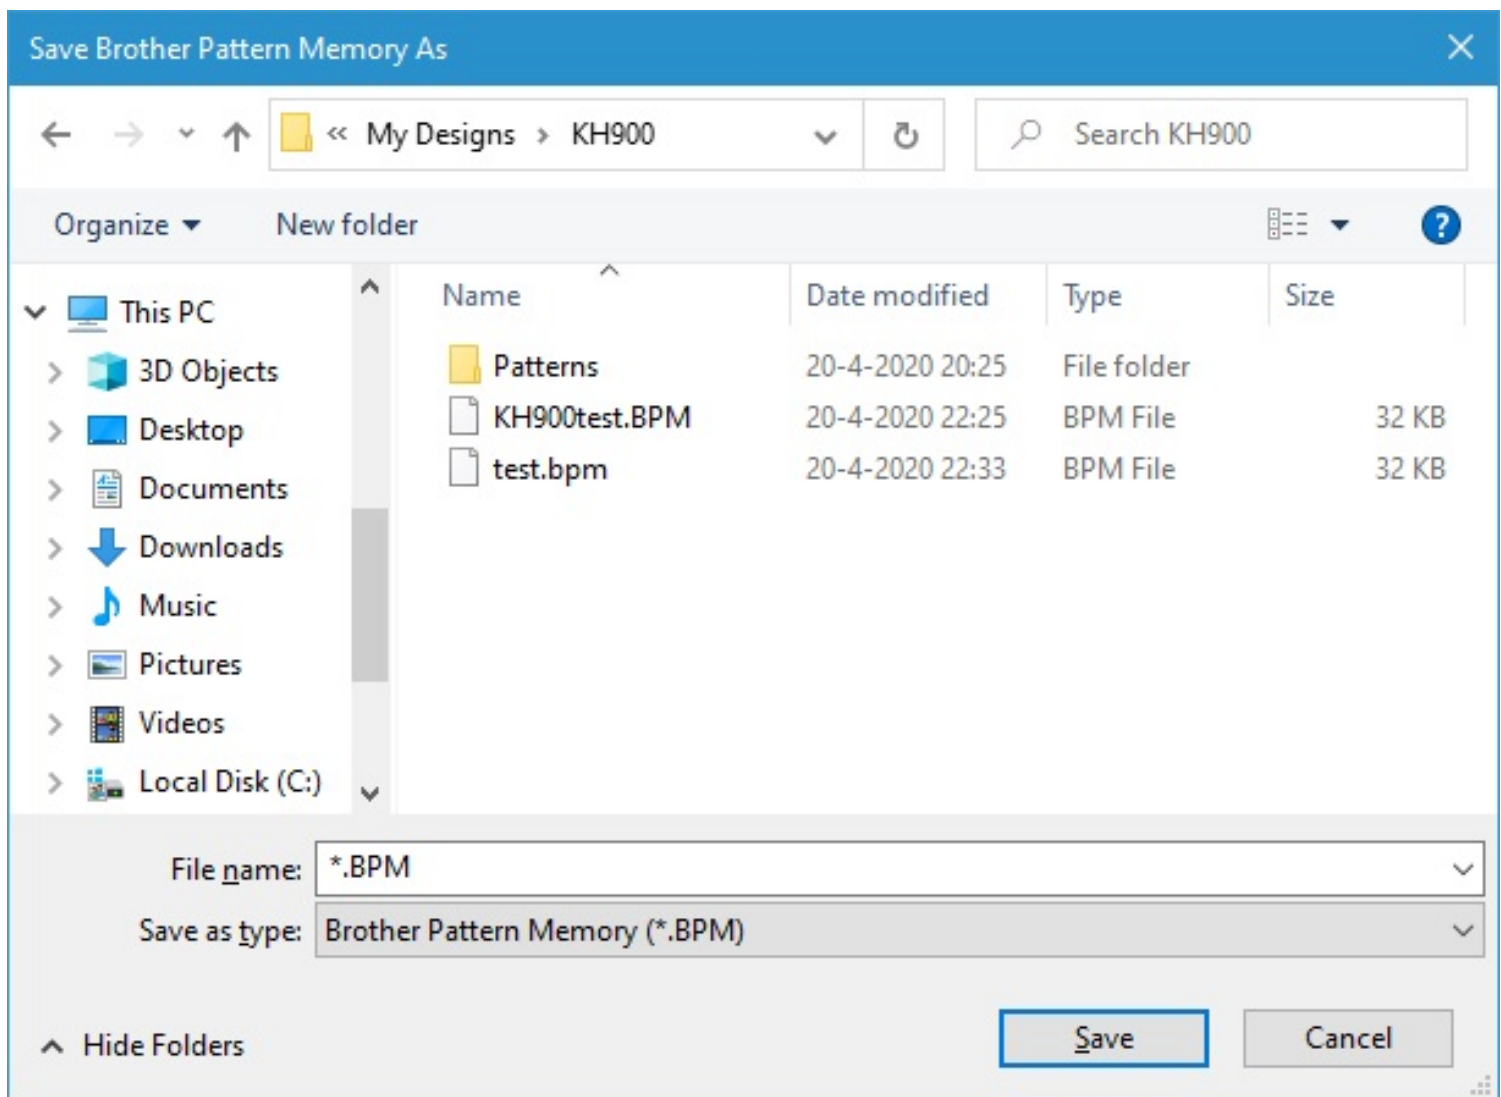 Save Brother Pattern Memory As
« My Designs > KH900
Search KH900
Organize
New folder
?
Name
Date modified
Type
Size
This PC
3D Objects
Desktop
Documents
Downloads
Music
Pictures
Videos
Local Disk (C:)
Patterns 20-4-2020 20:25 File folder
KH900test.BPM 20-4-2020 22:25 BPM File 32 KB
test.bpm 20-4-2020 22:33 BPM File 32 KB
File name: *.BPM
Save as type: Brother Pattern Memory (*.BPM)
Hide Folders
Save
Cancel